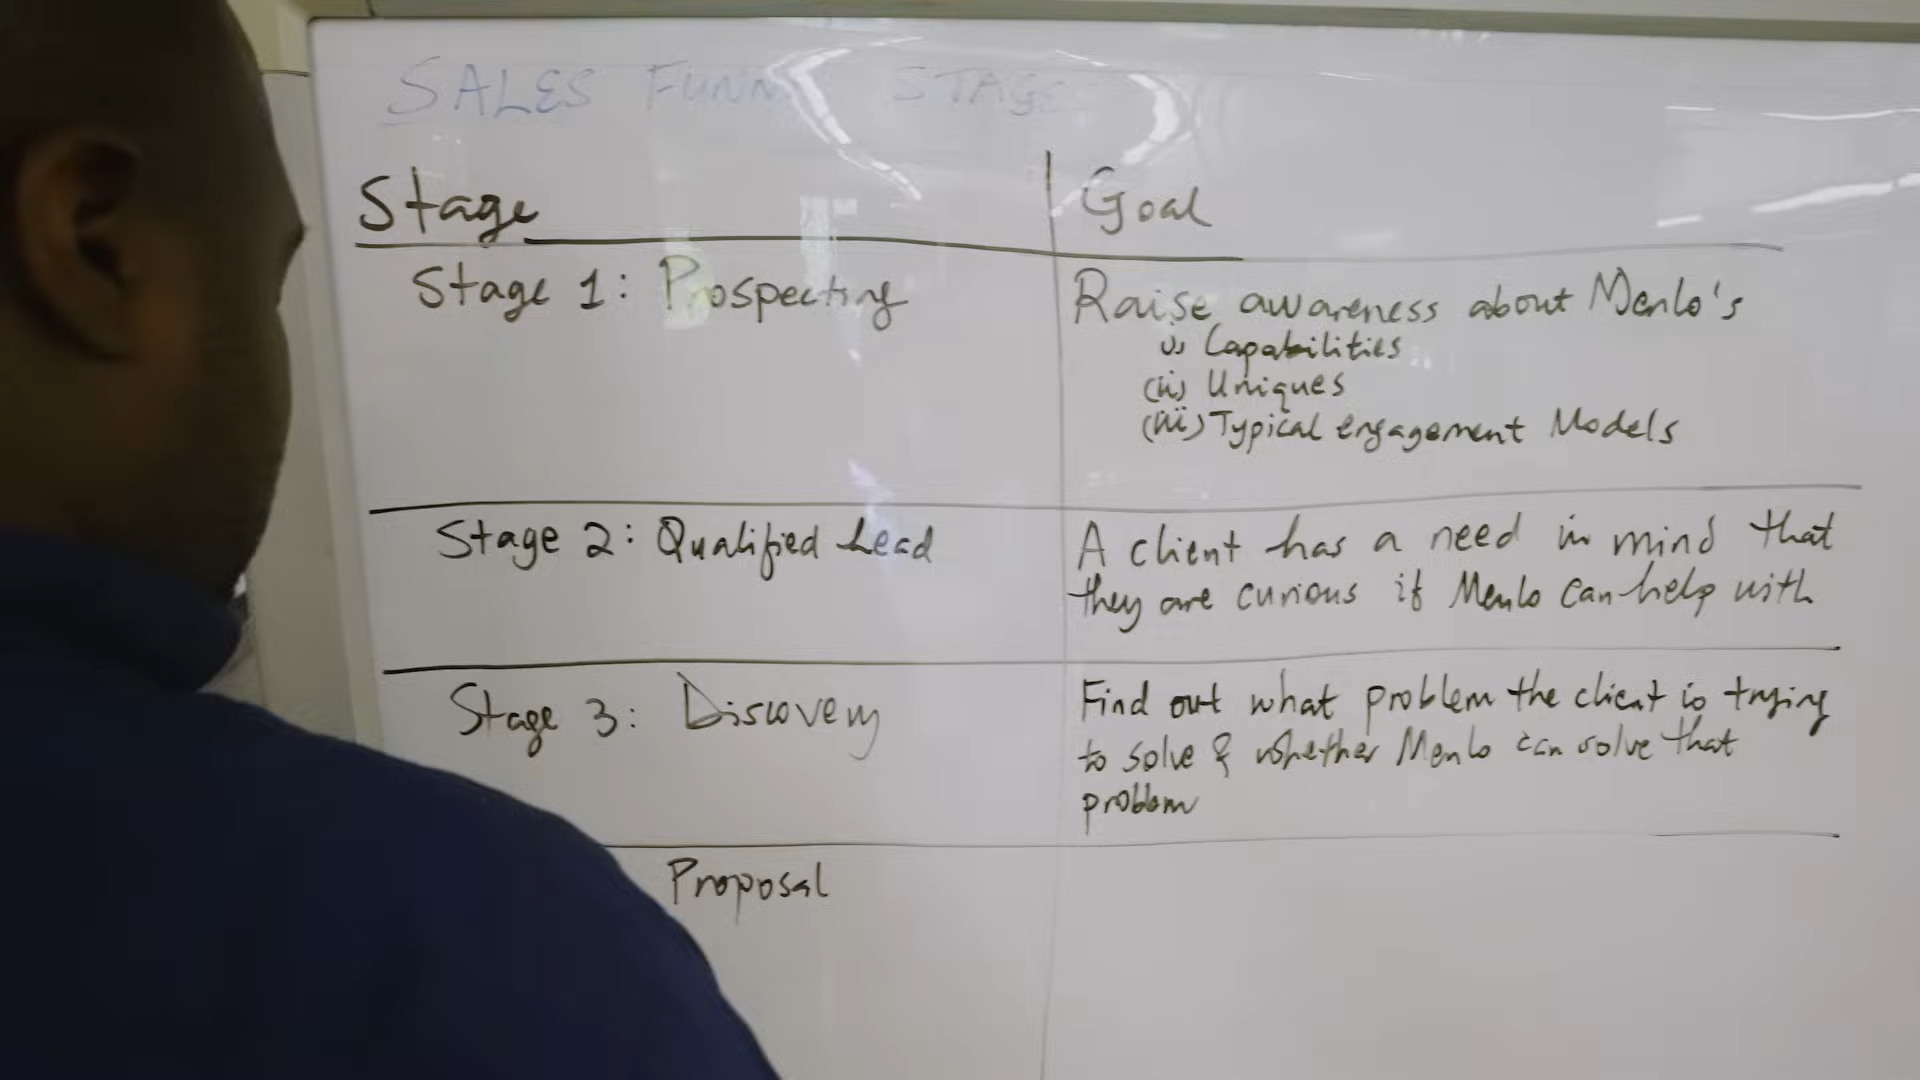 SALES FUNNEL STAGES
Stage
Goal
Stage 1: Prospecting
Raise awareness about Menlo's
(i) Capabilities
(ii) Uniques
(iii) Typical engagement Models
Stage 2: Qualified Lead
A client has a need in mind that
they are curious if Menlo can help with
Stage 3: Discovery
Find out what problem the client is trying
to solve & whether Menlo can solve that
problem
Proposal